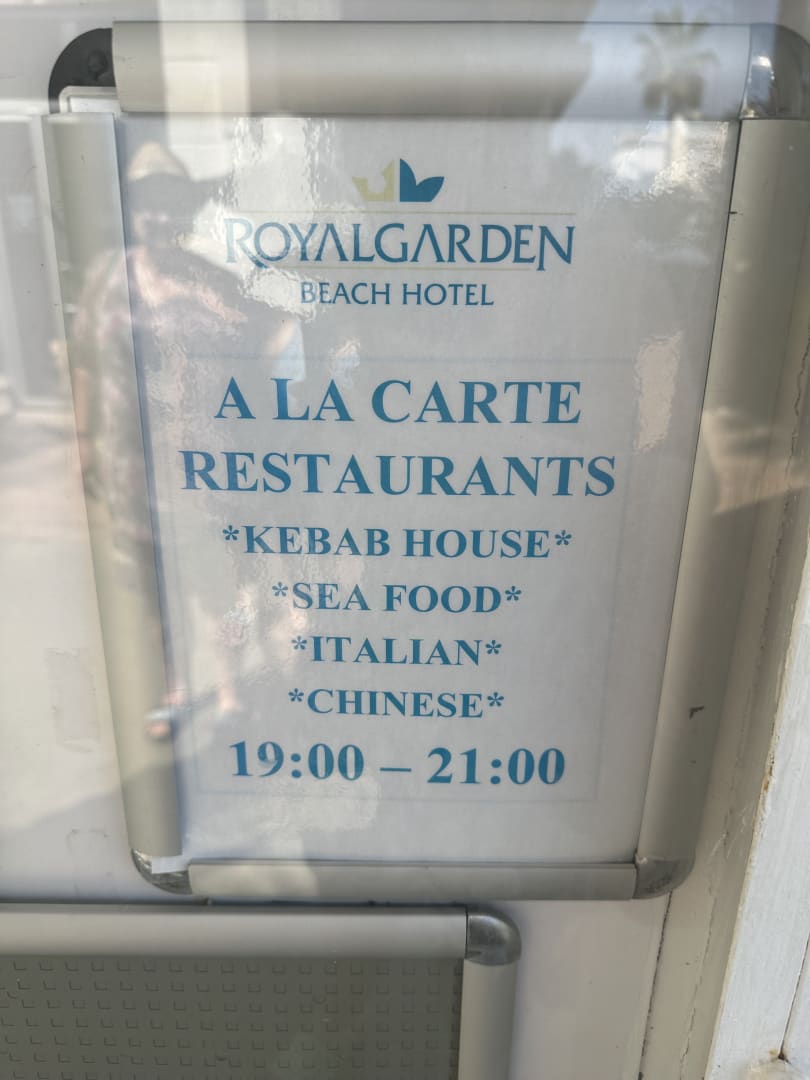 ROYALGARDEN
BEACH HOTEL
A LA CARTE
RESTAURANTS
*KEBAB HOUSE*
*SEA FOOD*
*ITALIAN*
*CHINESE*
19:00 – 21:00